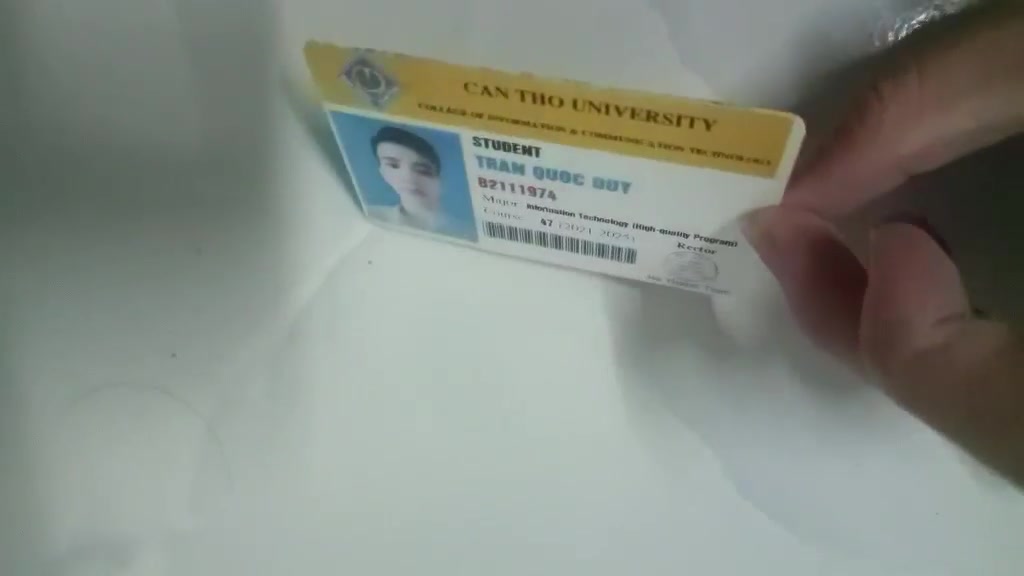 CAN THO UNIVERSITY
COLLEGE OF INFORMATION & COMMUNICATION TECHNOLOGY
STUDENT
TRAN QUOC DUY
B2111974
Major: Information Technology (High-quality Program)
Course: 47 (2021-2025)
Rector